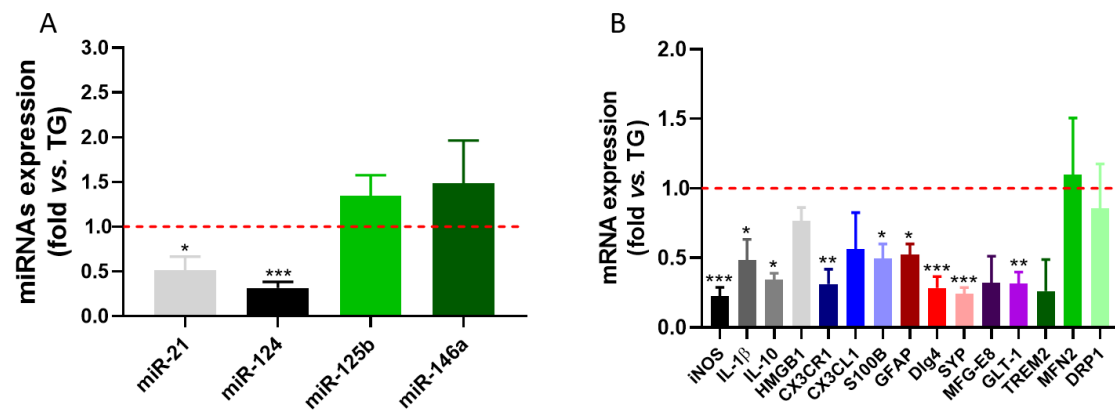 A
miRNAs expression
(fold vs. TG)
3.0
2.5
2.0
1.5
1.0
0.5
0.0
*
***
miR-21
miR-124
miR-125b
miR-146a
B
mRNA expression
(fold vs. TG)
2.0
1.5
1.0
0.5
0.0
***
*
*
**
*
*
***
***
**
iNOS
IL-1β
IL-10
HMGB1
CX3CR1
CX3CL1
S100B
GFAP
Dlg4
SYP
MFG-E8
GLT-1
TREM2
MFN2
DRP1